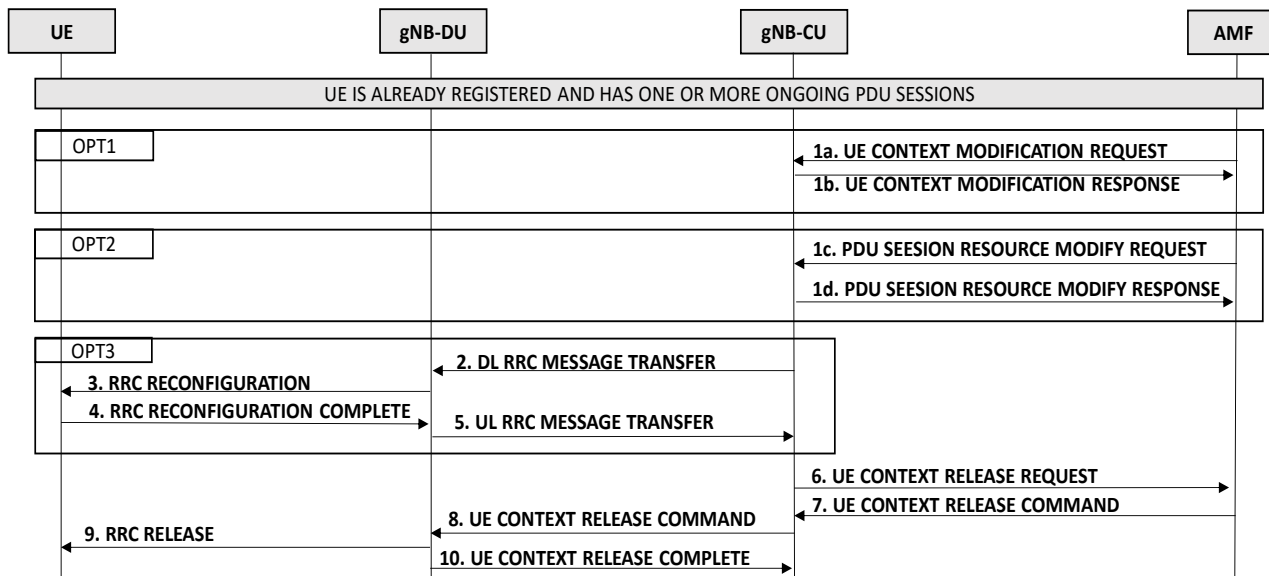 UE
gNB-DU
gNB-CU
AMF
UE IS ALREADY REGISTERED AND HAS ONE OR MORE ONGOING PDU SESSIONS
OPT1
1a. UE CONTEXT MODIFICATION REQUEST
1b. UE CONTEXT MODIFICATION RESPONSE
OPT2
1c. PDU SEESION RESOURCE MODIFY REQUEST
1d. PDU SEESION RESOURCE MODIFY RESPONSE
OPT3
2. DL RRC MESSAGE TRANSFER
3. RRC RECONFIGURATION
4. RRC RECONFIGURATION COMPLETE
5. UL RRC MESSAGE TRANSFER
6. UE CONTEXT RELEASE REQUEST
7. UE CONTEXT RELEASE COMMAND
8. UE CONTEXT RELEASE COMMAND
9. RRC RELEASE
10. UE CONTEXT RELEASE COMPLETE